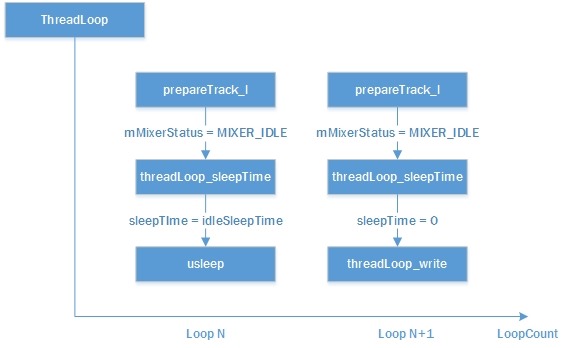 ThreadLoop
prepareTrack_l
prepareTrack_l
mMixerStatus = MIXER_IDLE
mMixerStatus = MIXER_IDLE
threadLoop_sleepTime
threadLoop_sleepTime
sleepTIme = idleSleepTime
sleepTime = 0
usleep
threadLoop_write
Loop N
Loop N+1
LoopCount